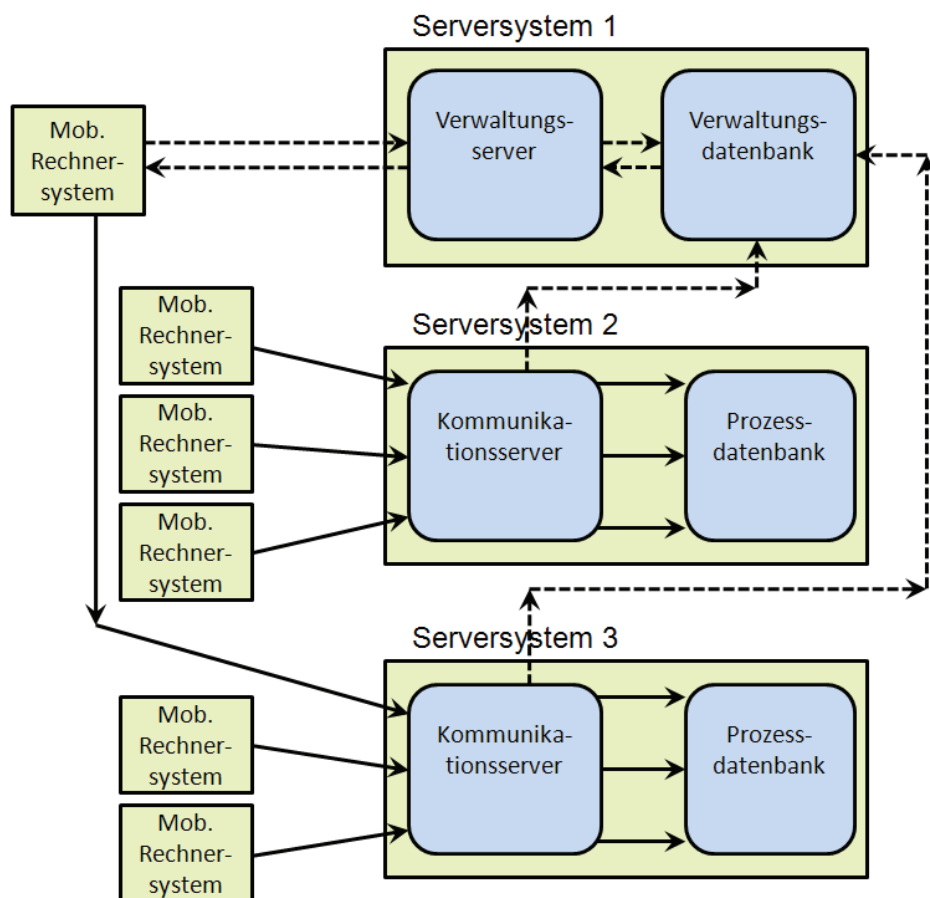 Serversystem 1
Mob.
Rechner-
system
Verwaltungs-
server
Verwaltungs-
datenbank
Serversystem 2
Mob.
Rechner-
system
Mob.
Rechner-
system
Mob.
Rechner-
system
Kommunika-
tionsserver
Prozess-
datenbank
Serversystem 3
Mob.
Rechner-
system
Mob.
Rechner-
system
Kommunika-
tionsserver
Prozess-
datenbank